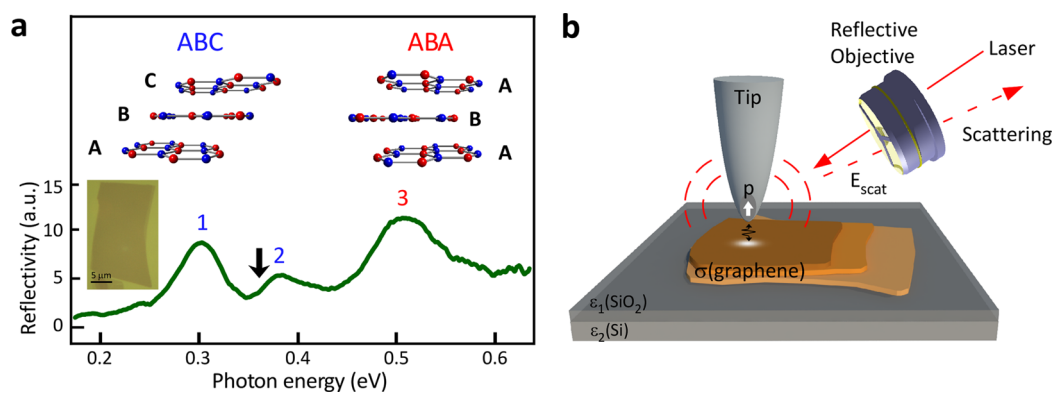 a
ABC
ABA
C
B
A
A
B
A
Reflectivity (a.u.)
15
10
5
0
5 μm
1
2
3
0.2
0.3
0.4
0.5
0.6
Photon energy (eV)
b
Reflective
Objective
Laser
Tip
Scattering
E_scat
p
σ(graphene)
ε₁(SiO₂)
ε₂(Si)